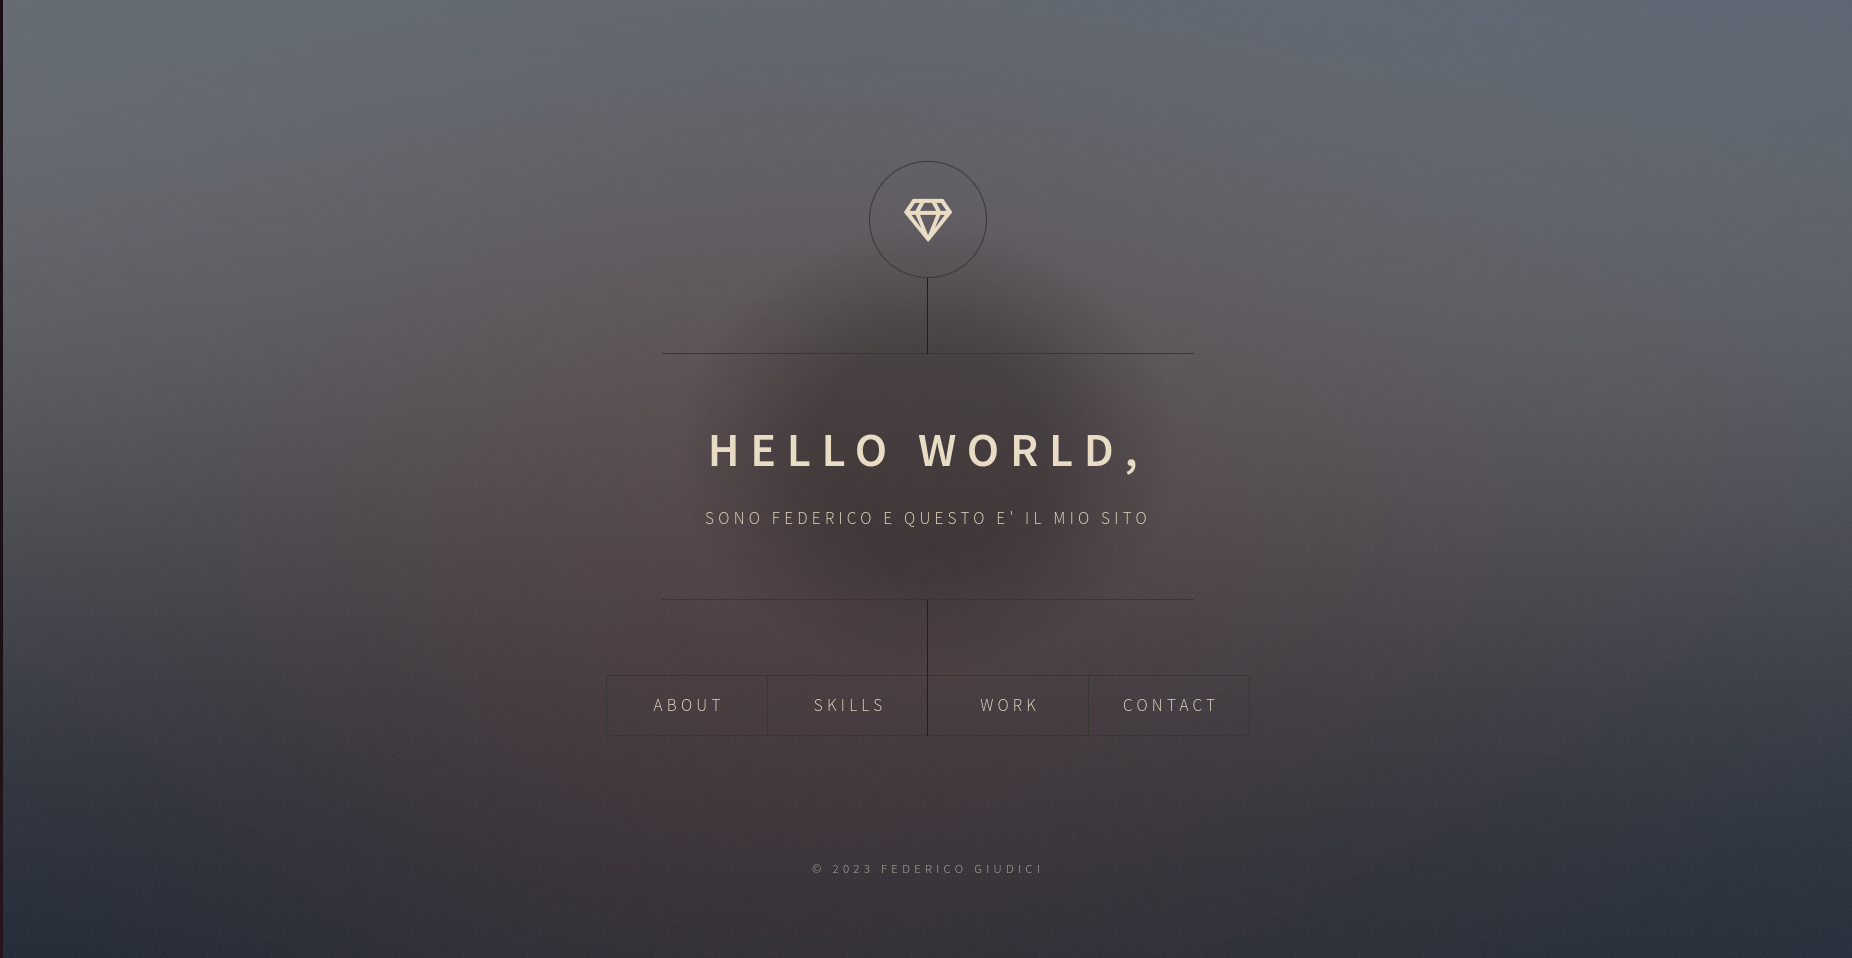 HELLO WORLD,
SONO FEDERICO E QUESTO E' IL MIO SITO
ABOUT SKILLS WORK CONTACT
© 2023 FEDERICO GIUDICI